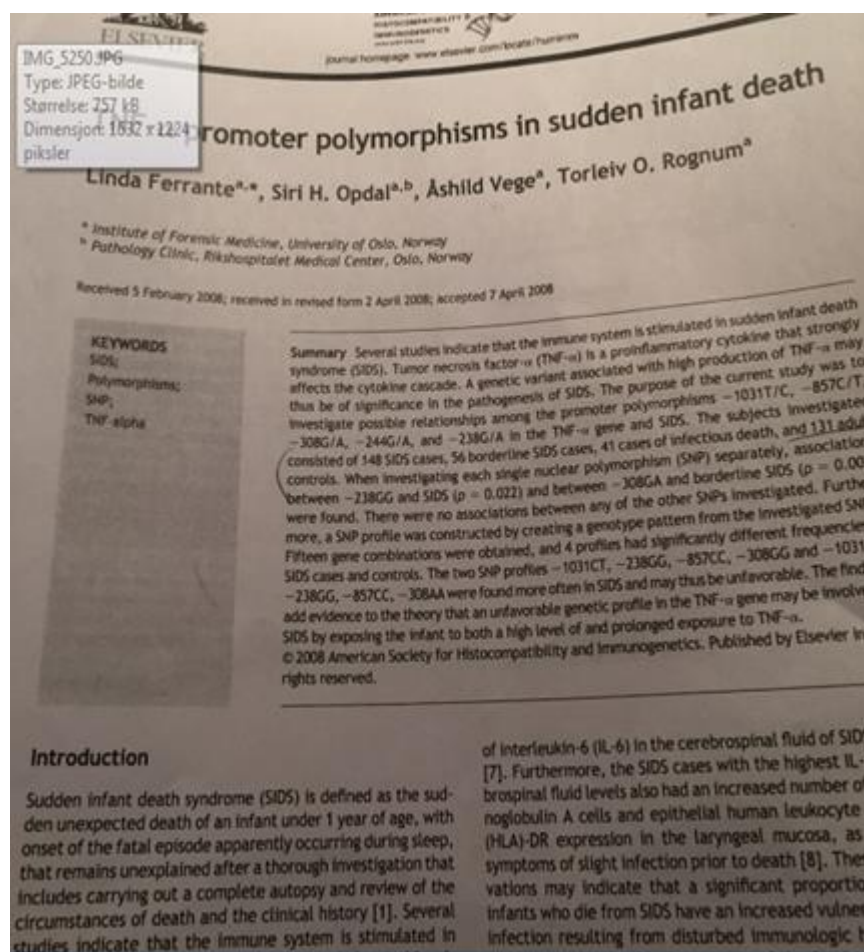 ELSEVIER
HISTOCOMPATIBILITY &
IMMUNOGENETICS
journal homepage: www.elsevier.com/locate/humimm
IMG_5250.JPG
Type: JPEG-bilde
Størrelse: 257 kB
Dimensjon: 1632 x 1224
piksler
promoter polymorphisms in sudden infant death
Linda Ferranteᵃ,*, Siri H. Opdalᵃ,ᵇ, Åshild Vegeᵃ, Torleiv O. Rognumᵃ
ᵃ Institute of Forensic Medicine, University of Oslo, Norway
ᵇ Pathology Clinic, Rikshospitalet Medical Center, Oslo, Norway
Received 5 February 2008; received in revised form 2 April 2008; accepted 7 April 2008
KEYWORDS
SIDS;
Polymorphisms;
SNP;
TNF-alpha
Summary Several studies indicate that the immune system is stimulated in sudden infant death
syndrome (SIDS). Tumor necrosis factor-α (TNF-α) is a proinflammatory cytokine that strongly
affects the cytokine cascade. A genetic variant associated with high production of TNF-α may
thus be of significance in the pathogenesis of SIDS. The purpose of the current study was to
investigate possible relationships among the promoter polymorphisms −1031T/C, −857C/T
−308G/A, −244G/A, and −238G/A in the TNF-α gene and SIDS. The subjects investigate
consisted of 148 SIDS cases, 56 borderline SIDS cases, 41 cases of infectious death, and 131 adul
controls. When investigating each single nuclear polymorphism (SNP) separately, association
between −238GG and SIDS (p = 0.022) and between −308GA and borderline SIDS (p = 0.00
were found. There were no associations between any of the other SNPs investigated. Furthe
more, a SNP profile was constructed by creating a genotype pattern from the investigated SN
Fifteen gene combinations were obtained, and 4 profiles had significantly different frequencie
SIDS cases and controls. The two SNP profiles −1031CT, −238GG, −857CC, −308GG and −1031
−238GG, −857CC, −308AA were found more often in SIDS and may thus be unfavorable. The find
add evidence to the theory that an unfavorable genetic profile in the TNF-α gene may be involve
SIDS by exposing the infant to both a high level of and prolonged exposure to TNF-α.
© 2008 American Society for Histocompatibility and Immunogenetics. Published by Elsevier In
rights reserved.
Introduction
Sudden infant death syndrome (SIDS) is defined as the sud-
den unexpected death of an infant under 1 year of age, with
onset of the fatal episode apparently occurring during sleep,
that remains unexplained after a thorough investigation that
includes carrying out a complete autopsy and review of the
circumstances of death and the clinical history [1]. Several
studies indicate that the immune system is stimulated in
of interleukin-6 (IL-6) in the cerebrospinal fluid of SIDS
[7]. Furthermore, the SIDS cases with the highest IL-
brospinal fluid levels also had an increased number of
noglobulin A cells and epithelial human leukocyte
(HLA)-DR expression in the laryngeal mucosa, as
symptoms of slight infection prior to death [8]. Thes
vations may indicate that a significant proportio
infants who die from SIDS have an increased vulner
infection resulting from disturbed immunologic